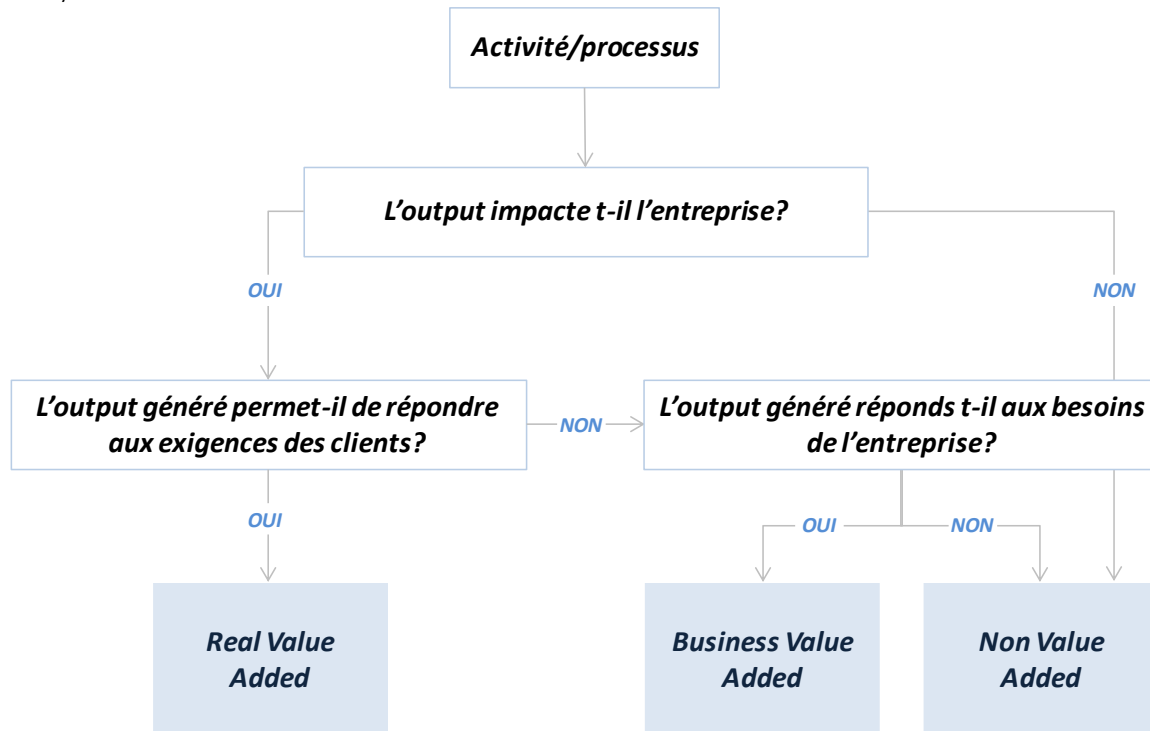 Activité/processus
L’output impacte t-il l’entreprise?
OUI
NON
L’output généré permet-il de répondre
aux exigences des clients?
NON
L’output généré réponds t-il aux besoins
de l’entreprise?
OUI
OUI
NON
Real Value
Added
Business Value
Added
Non Value
Added